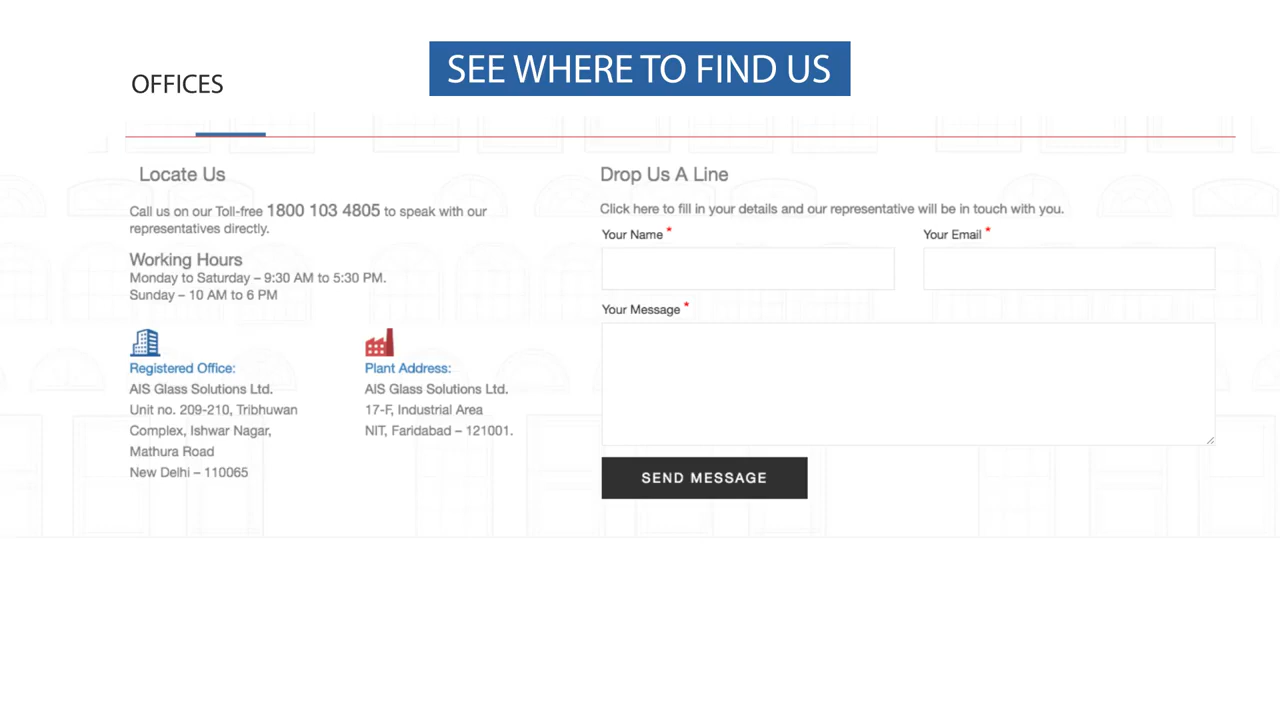 SEE WHERE TO FIND US
OFFICES
Locate Us
Call us on our Toll-free 1800 103 4805 to speak with our
representatives directly.
Working Hours
Monday to Saturday – 9:30 AM to 5:30 PM.
Sunday – 10 AM to 6 PM
Registered Office:
AIS Glass Solutions Ltd.
Unit no. 209-210, Tribhuwan
Complex, Ishwar Nagar,
Mathura Road
New Delhi – 110065
Plant Address:
AIS Glass Solutions Ltd.
17-F, Industrial Area
NIT, Faridabad – 121001.
Drop Us A Line
Click here to fill in your details and our representative will be in touch with you.
Your Name *
Your Email *
Your Message *
SEND MESSAGE